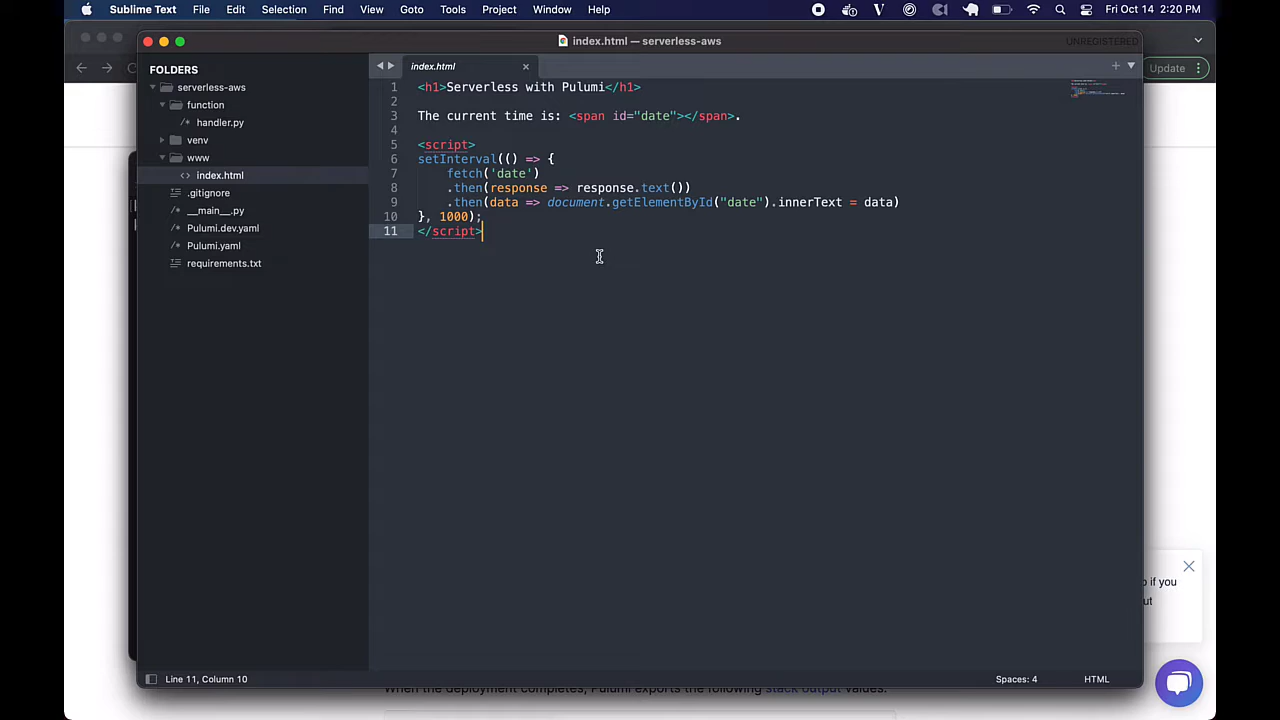 Sublime Text File Edit Selection Find View Goto Tools Project Window Help Fri Oct 14 2:20 PM
index.html — serverless-aws UNREGISTERED
Update
FOLDERS
serverless-aws
function
handler.py
venv
www
index.html
.gitignore
__main__.py
Pulumi.dev.yaml
Pulumi.yaml
requirements.txt
index.html
1 <h1>Serverless with Pulumi</h1>
2
3 The current time is: <span id="date"></span>.
4
5 <script>
6 setInterval(() => {
7 fetch('date')
8 .then(response => response.text())
9 .then(data => document.getElementById("date").innerText = data)
10 }, 1000);
11 </script>
if you
ut
Line 11, Column 10 Spaces: 4 HTML
When the deployment completes, Pulumi exports the following stack output values: